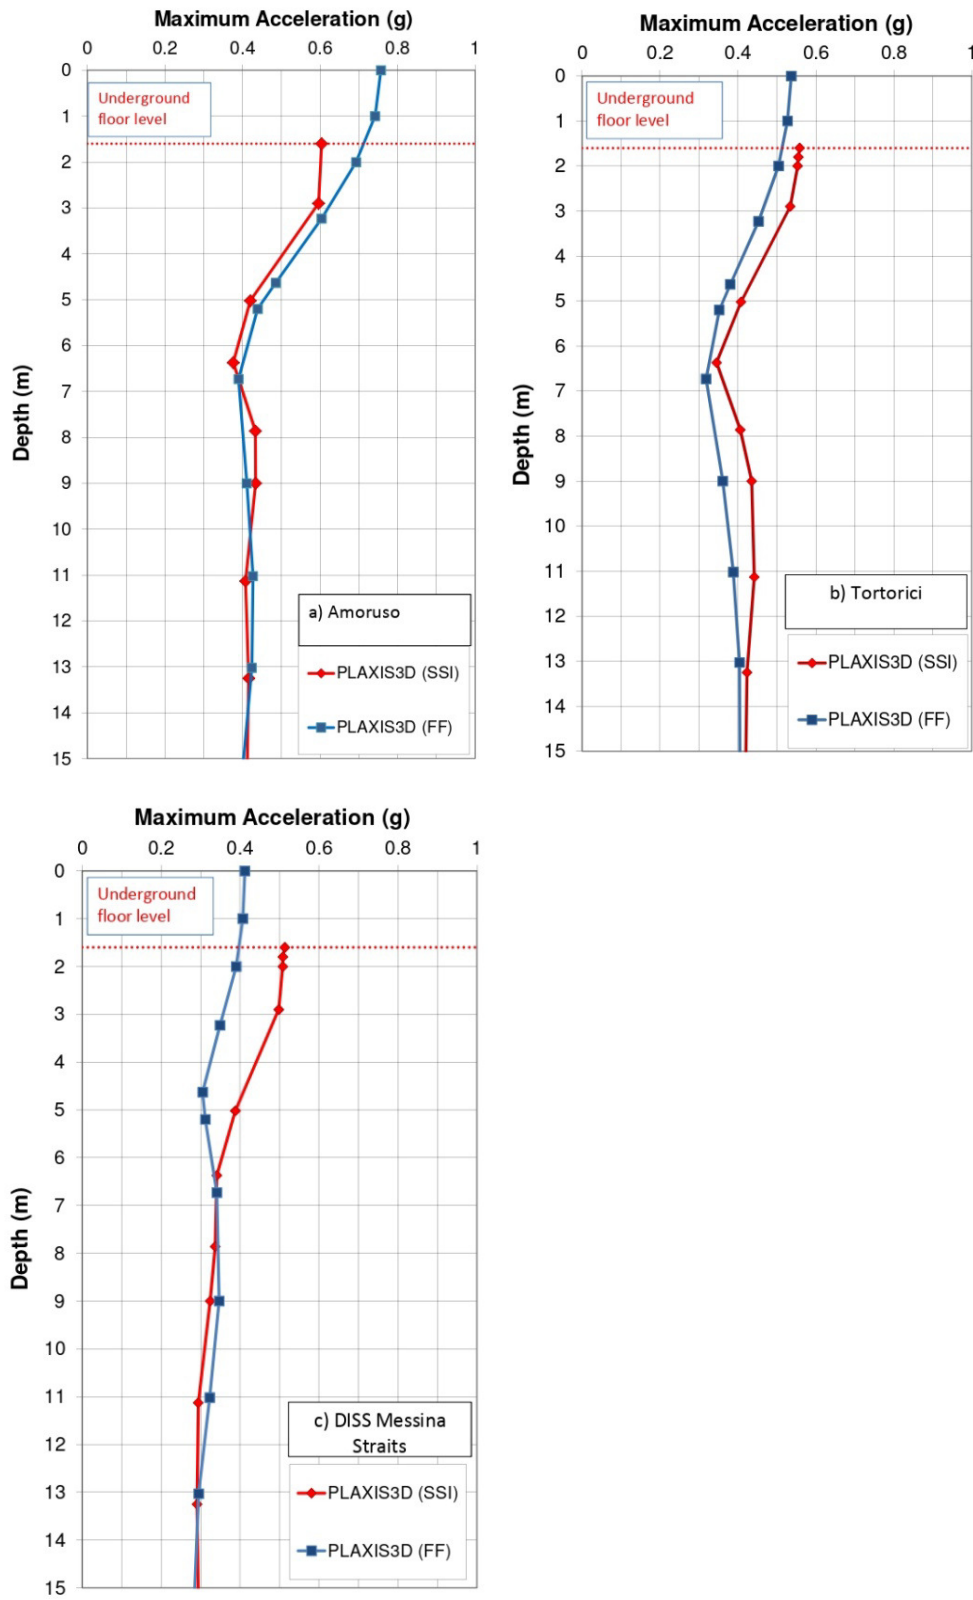 Maximum Acceleration (g)
0 0.2 0.4 0.6 0.8 1
0
1
2
3
4
5
6
7
8
9
10
11
12
13
14
15
Depth (m)
Underground
floor level
a) Amoruso
PLAXIS3D (SSI)
PLAXIS3D (FF)
Maximum Acceleration (g)
0 0.2 0.4 0.6 0.8 1
0
1
2
3
4
5
6
7
8
9
10
11
12
13
14
15
Depth (m)
Underground
floor level
b) Tortorici
PLAXIS3D (SSI)
PLAXIS3D (FF)
Maximum Acceleration (g)
0 0.2 0.4 0.6 0.8 1
0
1
2
3
4
5
6
7
8
9
10
11
12
13
14
15
Depth (m)
Underground
floor level
c) DISS Messina
Straits
PLAXIS3D (SSI)
PLAXIS3D (FF)